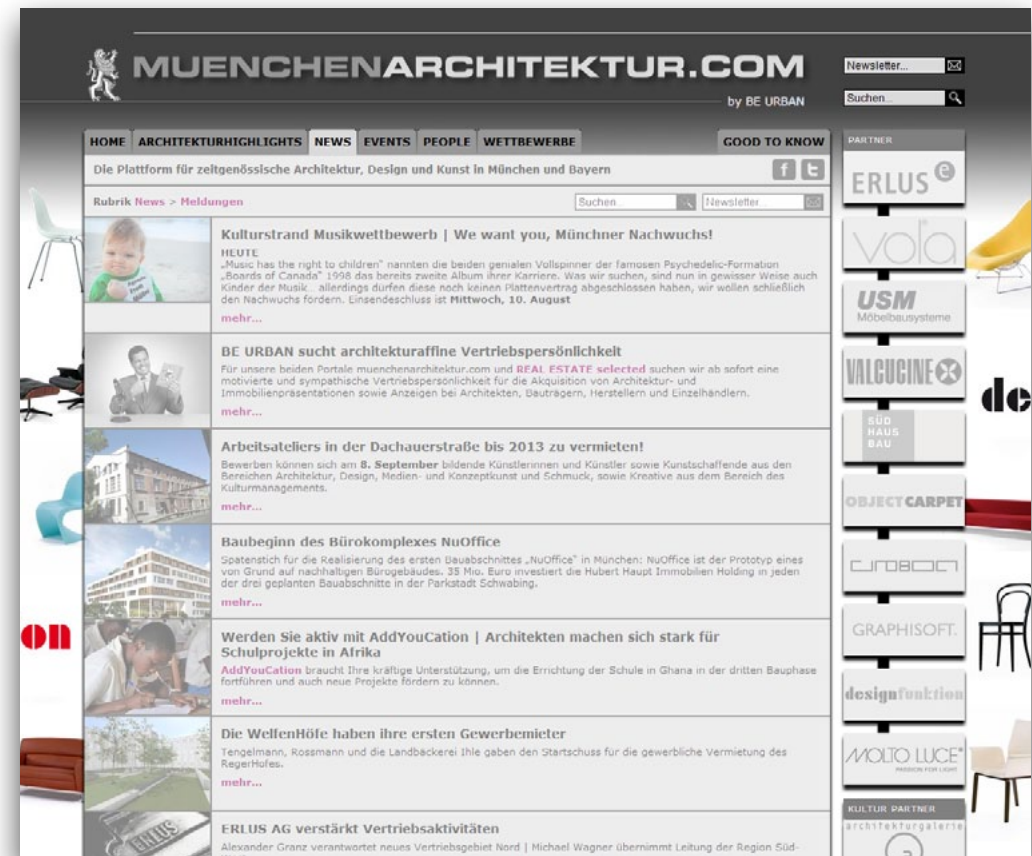 MUENCHENARCHITEKTUR.COM
by BE URBAN
Newsletter...
Suchen...
HOME ARCHITEKTURHIGHLIGHTS NEWS EVENTS PEOPLE WETTBEWERBE GOOD TO KNOW
Die Plattform für zeitgenössische Architektur, Design und Kunst in München und Bayern
Rubrik News > Meldungen
Suchen...
Newsletter...
Kulturstrand Musikwettbewerb | We want you, Münchner Nachwuchs!
HEUTE
„Music has the right to children" nannten die beiden genialen Vollspinner der famosen Psychedelic-Formation
„Boards of Canada" 1998 das bereits zweite Album ihrer Karriere. Was wir suchen, sind nun in gewisser Weise auch
Kinder der Musik... allerdings dürfen diese noch keinen Plattenvertrag abgeschlossen haben, wir wollen schließlich
den Nachwuchs fördern. Einsendeschluss ist Mittwoch, 10. August
mehr...
BE URBAN sucht architekturaffine Vertriebspersönlichkeit
Für unsere beiden Portale muenchenarchitektur.com und REAL ESTATE selected suchen wir ab sofort eine
motivierte und sympathische Vertriebspersönlichkeit für die Akquisition von Architektur- und
Immobilienpräsentationen sowie Anzeigen bei Architekten, Bauträgern, Herstellern und Einzelhändlern.
mehr...
Arbeitsateliers in der Dachauerstraße bis 2013 zu vermieten!
Bewerben können sich am 8. September bildende Künstlerinnen und Künstler sowie Kunstschaffende aus den
Bereichen Architektur, Design, Medien- und Konzeptkunst und Schmuck, sowie Kreative aus dem Bereich des
Kulturmanagements.
mehr...
Baubeginn des Bürokomplexes NuOffice
Spatenstich für die Realisierung des ersten Bauabschnittes „NuOffice" in München: NuOffice ist der Prototyp eines
von Grund auf nachhaltigen Bürogebäudes. 35 Mio. Euro investiert die Hubert Haupt Immobilien Holding in jeden
der drei geplanten Bauabschnitte in der Parkstadt Schwabing.
mehr...
Werden Sie aktiv mit AddYouCation | Architekten machen sich stark für
Schulprojekte in Afrika
AddYouCation braucht Ihre kräftige Unterstützung, um die Errichtung der Schule in Ghana in der dritten Bauphase
fortführen und auch neue Projekte fördern zu können.
mehr...
Die WelfenHöfe haben ihre ersten Gewerbemieter
Tengelmann, Rossmann und die Landbäckerei Ihle gaben den Startschuss für die gewerbliche Vermietung des
RegerHofes.
mehr...
ERLUS
ERLUS AG verstärkt Vertriebsaktivitäten
Alexander Granz verantwortet neues Vertriebsgebiet Nord | Michael Wagner übernimmt Leitung der Region Süd-
PARTNER
ERLUS e
vola
USM
Möbelbausysteme
VALCUCINE
SÜD
HAUS
BAU
OBJECT CARPET
GRAPHISOFT.
designfunktion
MOLTO LUCE
PASSION FOR LIGHT
KULTUR PARTNER
architekturgalerie
de
on